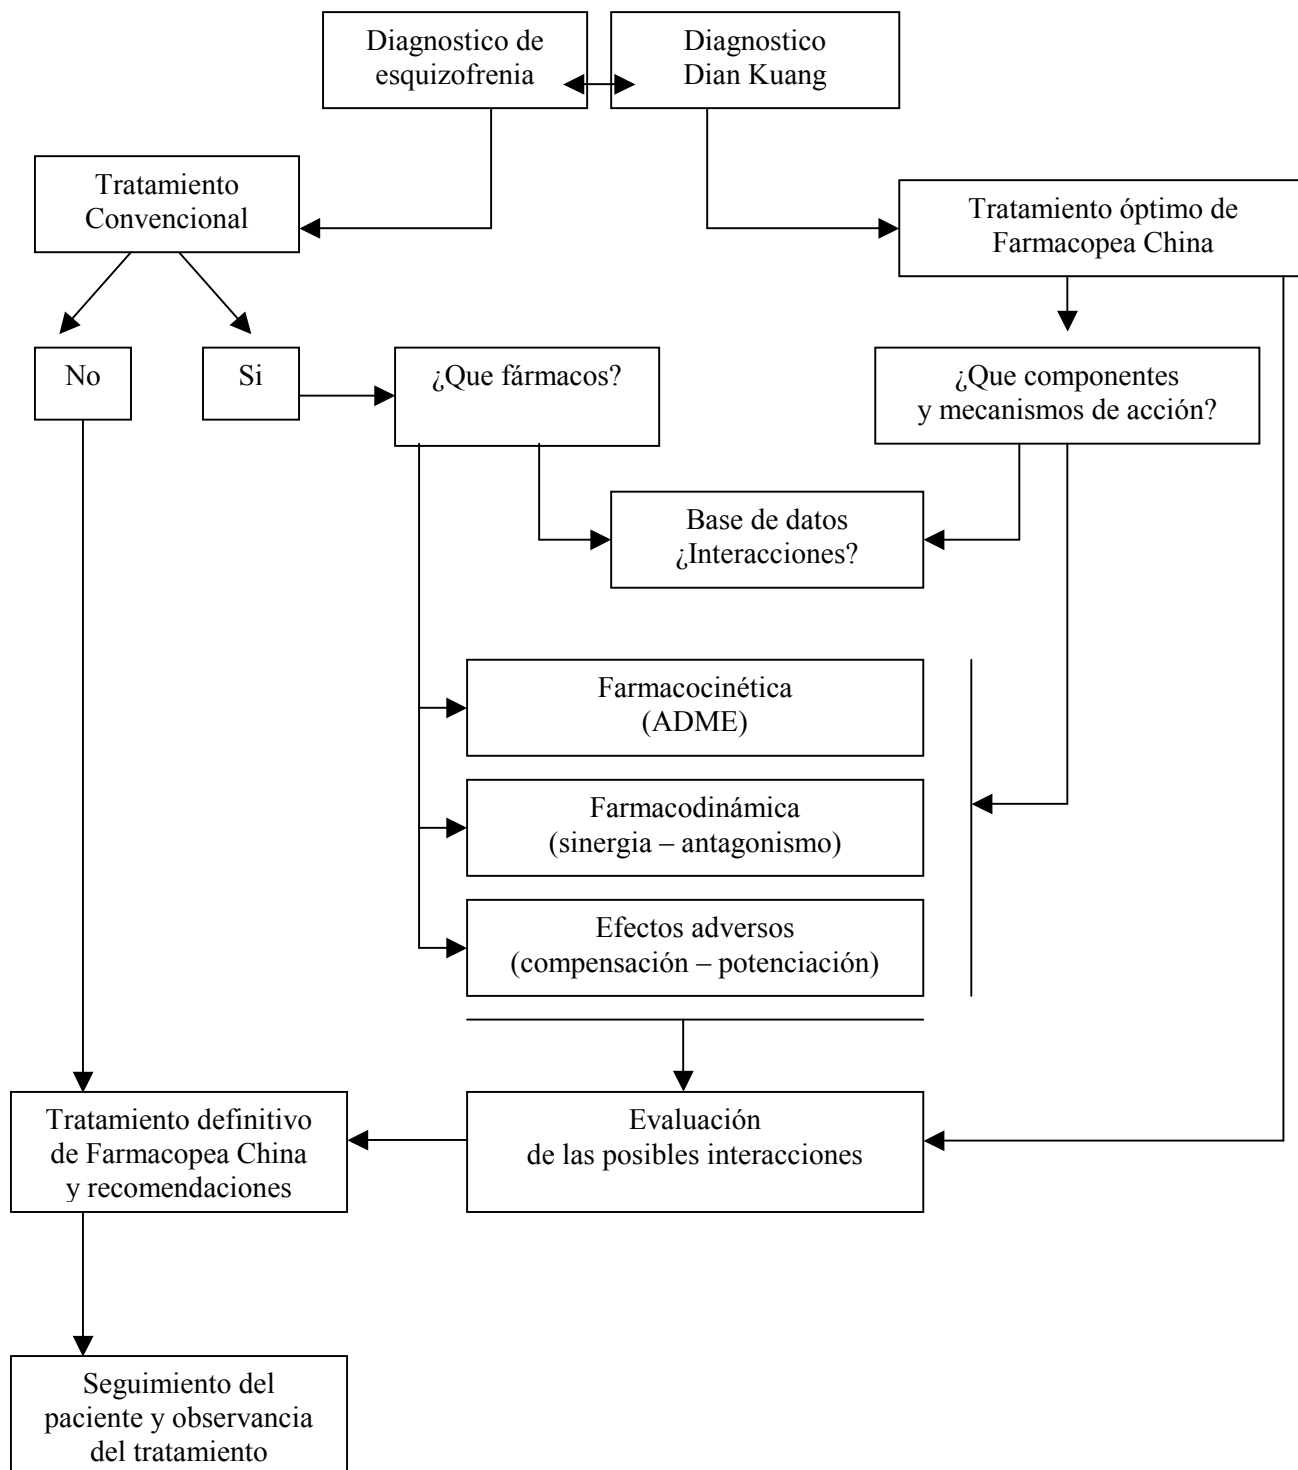 Diagnostico de
esquizofrenia
Diagnostico
Dian Kuang
Tratamiento
Convencional
Tratamiento óptimo de
Farmacopea China
No
Si
¿Que fármacos?
¿Que componentes
y mecanismos de acción?
Base de datos
¿Interacciones?
Farmacocinética
(ADME)
Farmacodinámica
(sinergia – antagonismo)
Efectos adversos
(compensación – potenciación)
Tratamiento definitivo
de Farmacopea China
y recomendaciones
Evaluación
de las posibles interacciones
Seguimiento del
paciente y observancia
del tratamiento